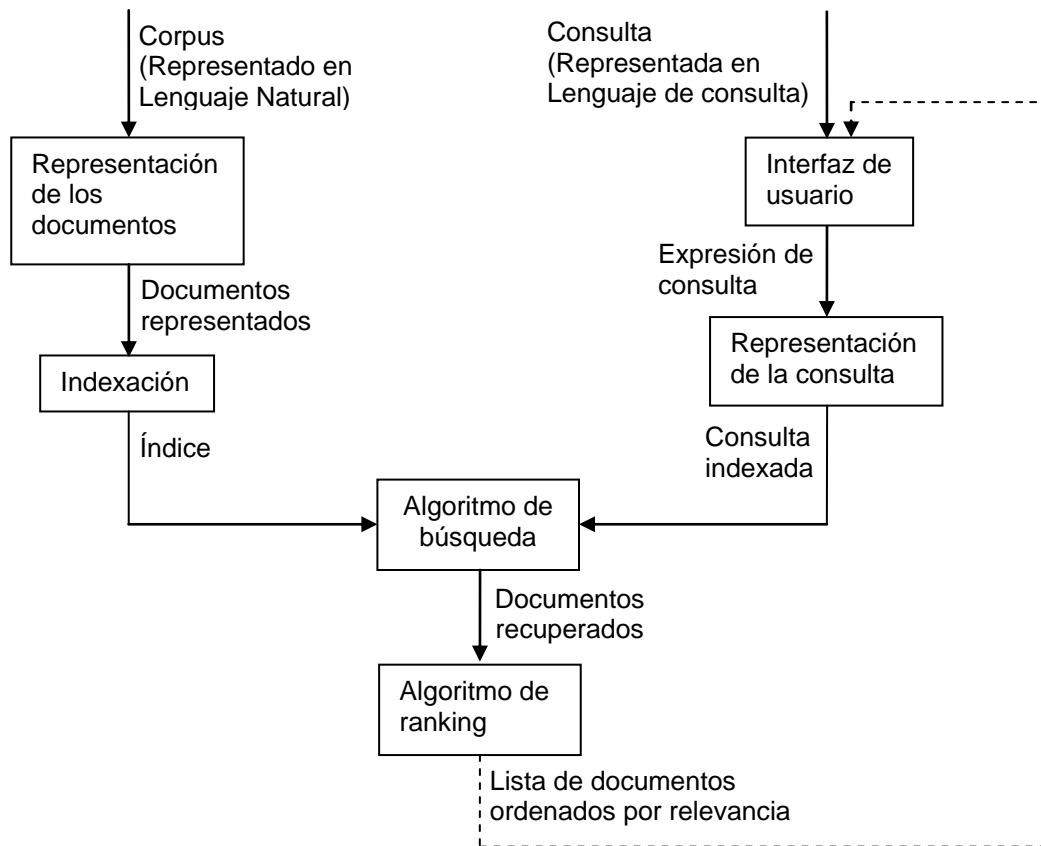 Corpus
(Representado en
Lenguaje Natural)
Consulta
(Representada en
Lenguaje de consulta)
Representación
de los
documentos
Interfaz de
usuario
Documentos
representados
Expresión de
consulta
Indexación
Representación
de la consulta
Índice
Consulta
indexada
Algoritmo de
búsqueda
Documentos
recuperados
Algoritmo de
ranking
Lista de documentos
ordenados por relevancia